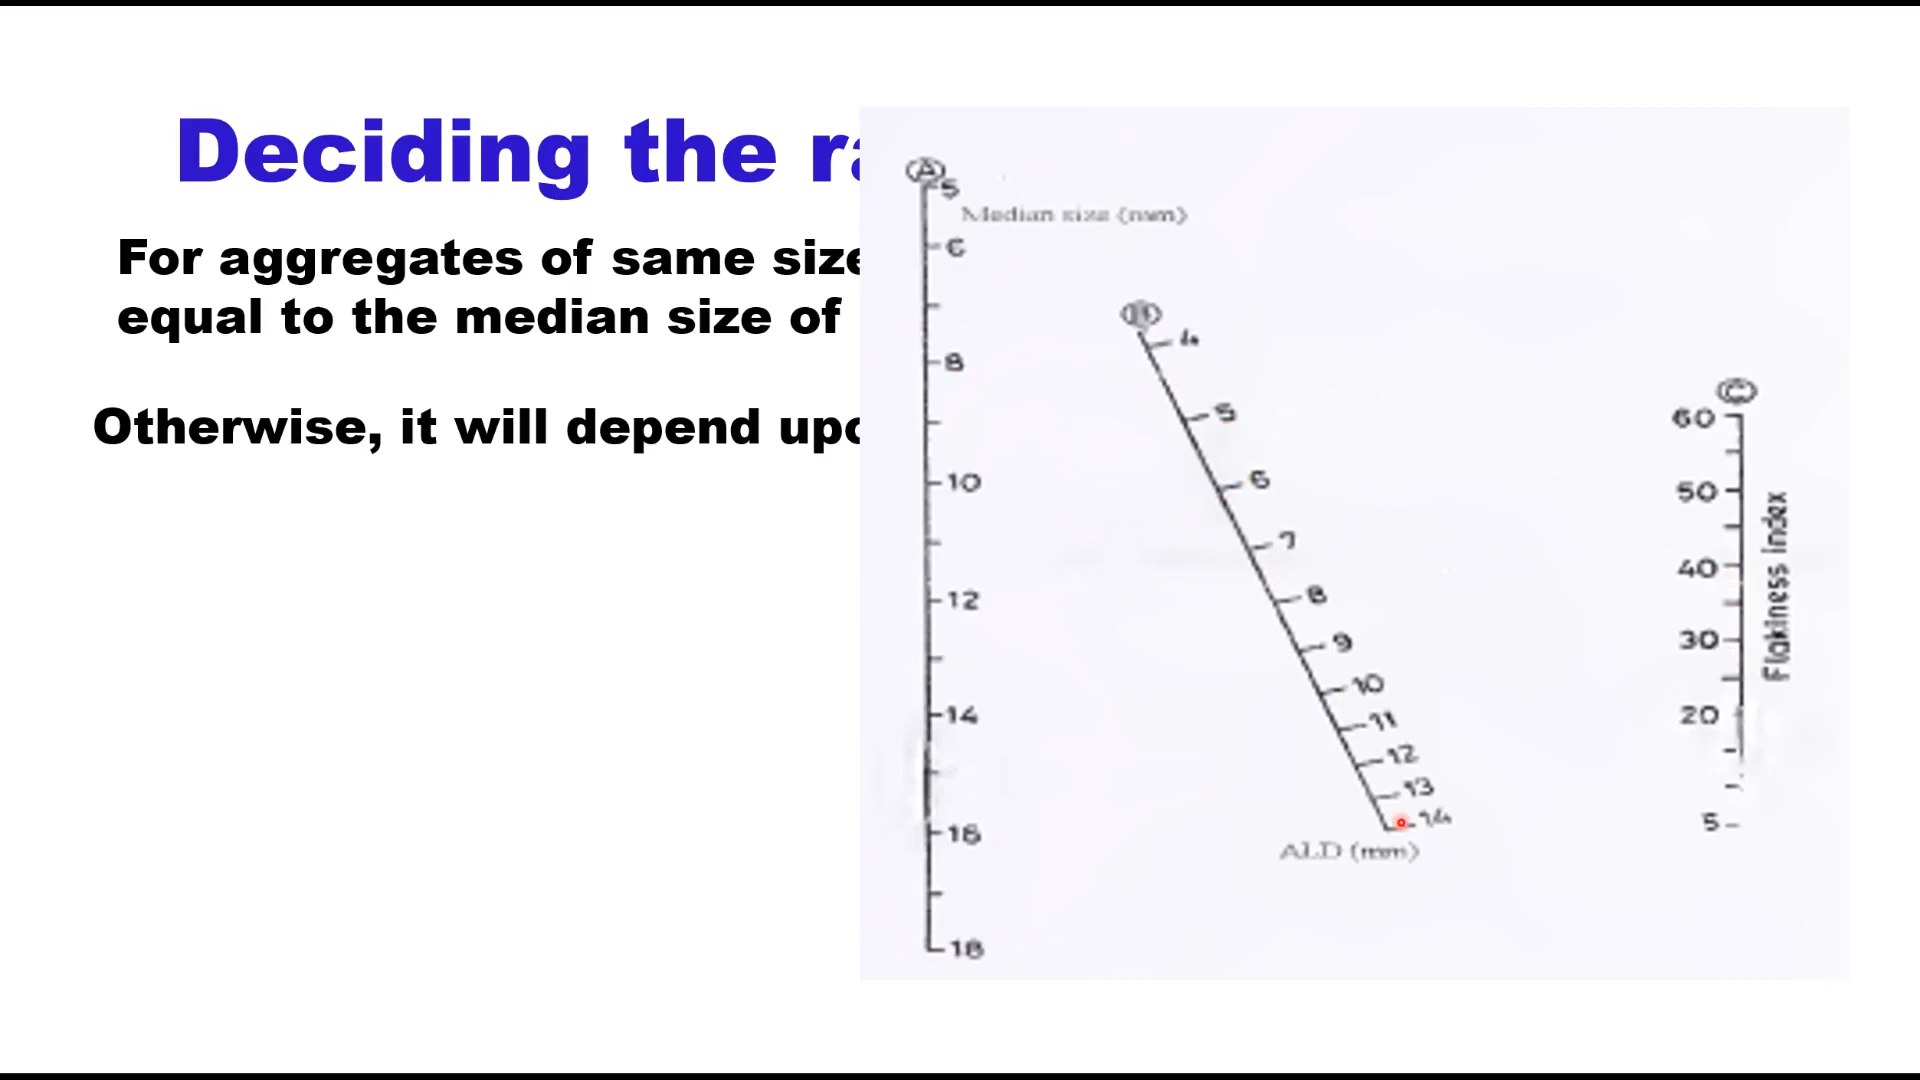 Deciding the ra
For aggregates of same size
equal to the median size of
Otherwise, it will depend upo
A
5
Median size (mm)
6
8
10
12
14
16
18
B
4
5
6
7
8
9
10
11
12
13
14
ALD (mm)
C
60
50
40
30
20
5
Flakiness index